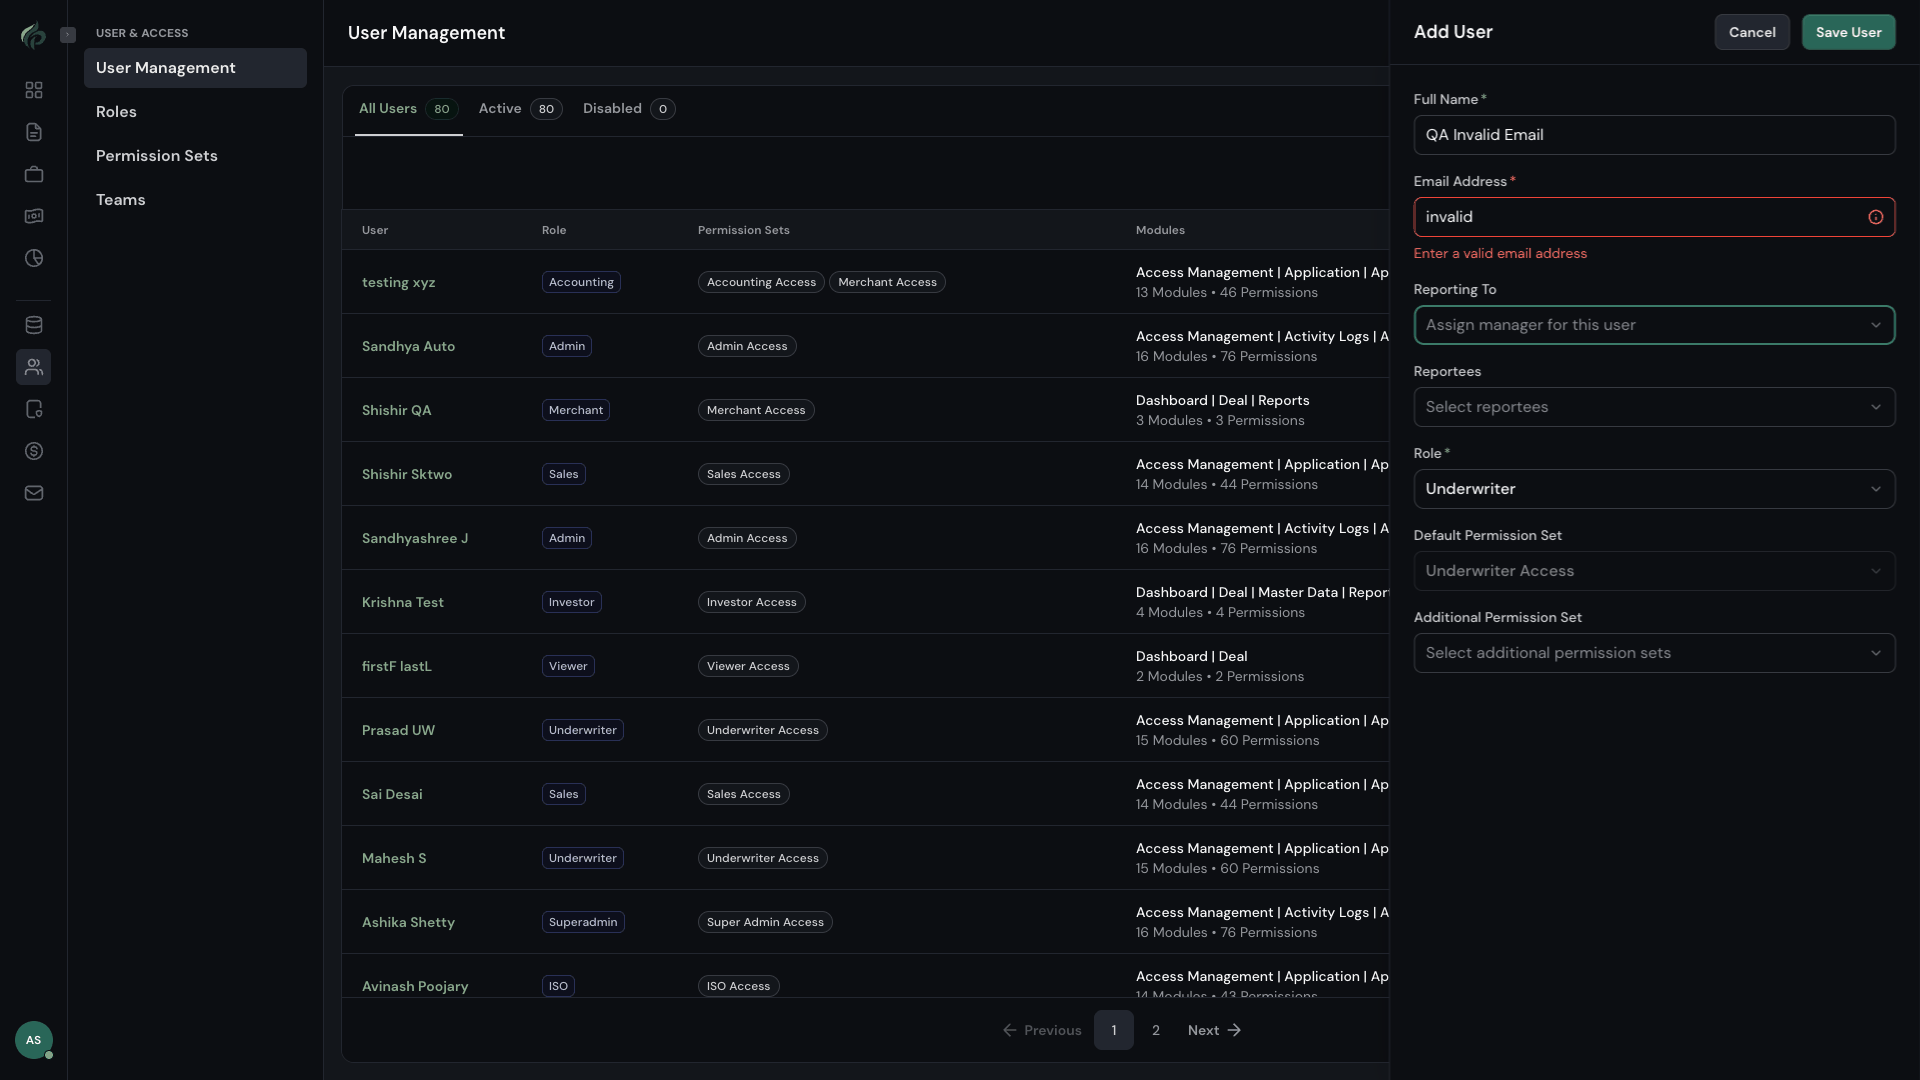 USER & ACCESS
User Management
Roles
Permission Sets
Teams
AS
User Management
All Users 80 Active 80 Disabled 0
User Role Permission Sets Modules
testing xyz Accounting Accounting Access Merchant Access Access Management | Application | Ap
13 Modules • 46 Permissions
Sandhya Auto Admin Admin Access Access Management | Activity Logs | A
16 Modules • 76 Permissions
Shishir QA Merchant Merchant Access Dashboard | Deal | Reports
3 Modules • 3 Permissions
Shishir Sktwo Sales Sales Access Access Management | Application | Ap
14 Modules • 44 Permissions
Sandhyashree J Admin Admin Access Access Management | Activity Logs | A
16 Modules • 76 Permissions
Krishna Test Investor Investor Access Dashboard | Deal | Master Data | Repor
4 Modules • 4 Permissions
firstF lastL Viewer Viewer Access Dashboard | Deal
2 Modules • 2 Permissions
Prasad UW Underwriter Underwriter Access Access Management | Application | Ap
15 Modules • 60 Permissions
Sai Desai Sales Sales Access Access Management | Application | Ap
14 Modules • 44 Permissions
Mahesh S Underwriter Underwriter Access Access Management | Application | Ap
15 Modules • 60 Permissions
Ashika Shetty Superadmin Super Admin Access Access Management | Activity Logs | A
16 Modules • 76 Permissions
Avinash Poojary ISO ISO Access Access Management | Application | Ap
14 Modules • 43 Permissions
Previous 1 2 Next
Add User
Cancel Save User
Full Name *
QA Invalid Email
Email Address *
invalid
Enter a valid email address
Reporting To
Assign manager for this user
Reportees
Select reportees
Role *
Underwriter
Default Permission Set
Underwriter Access
Additional Permission Set
Select additional permission sets